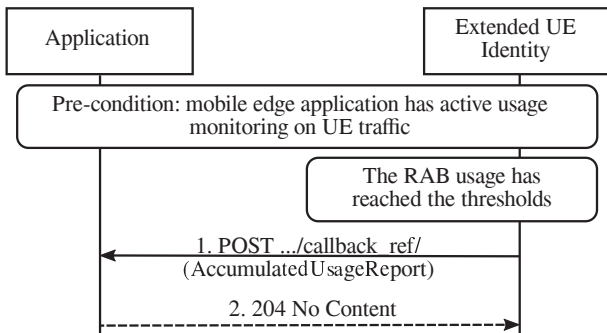 Application
Extended UE
Identity
Pre-condition: mobile edge application has active usage
monitoring on UE traffic
The RAB usage has
reached the thresholds
1. POST .../callback_ref/
(AccumulatedUsageReport)
2. 204 No Content